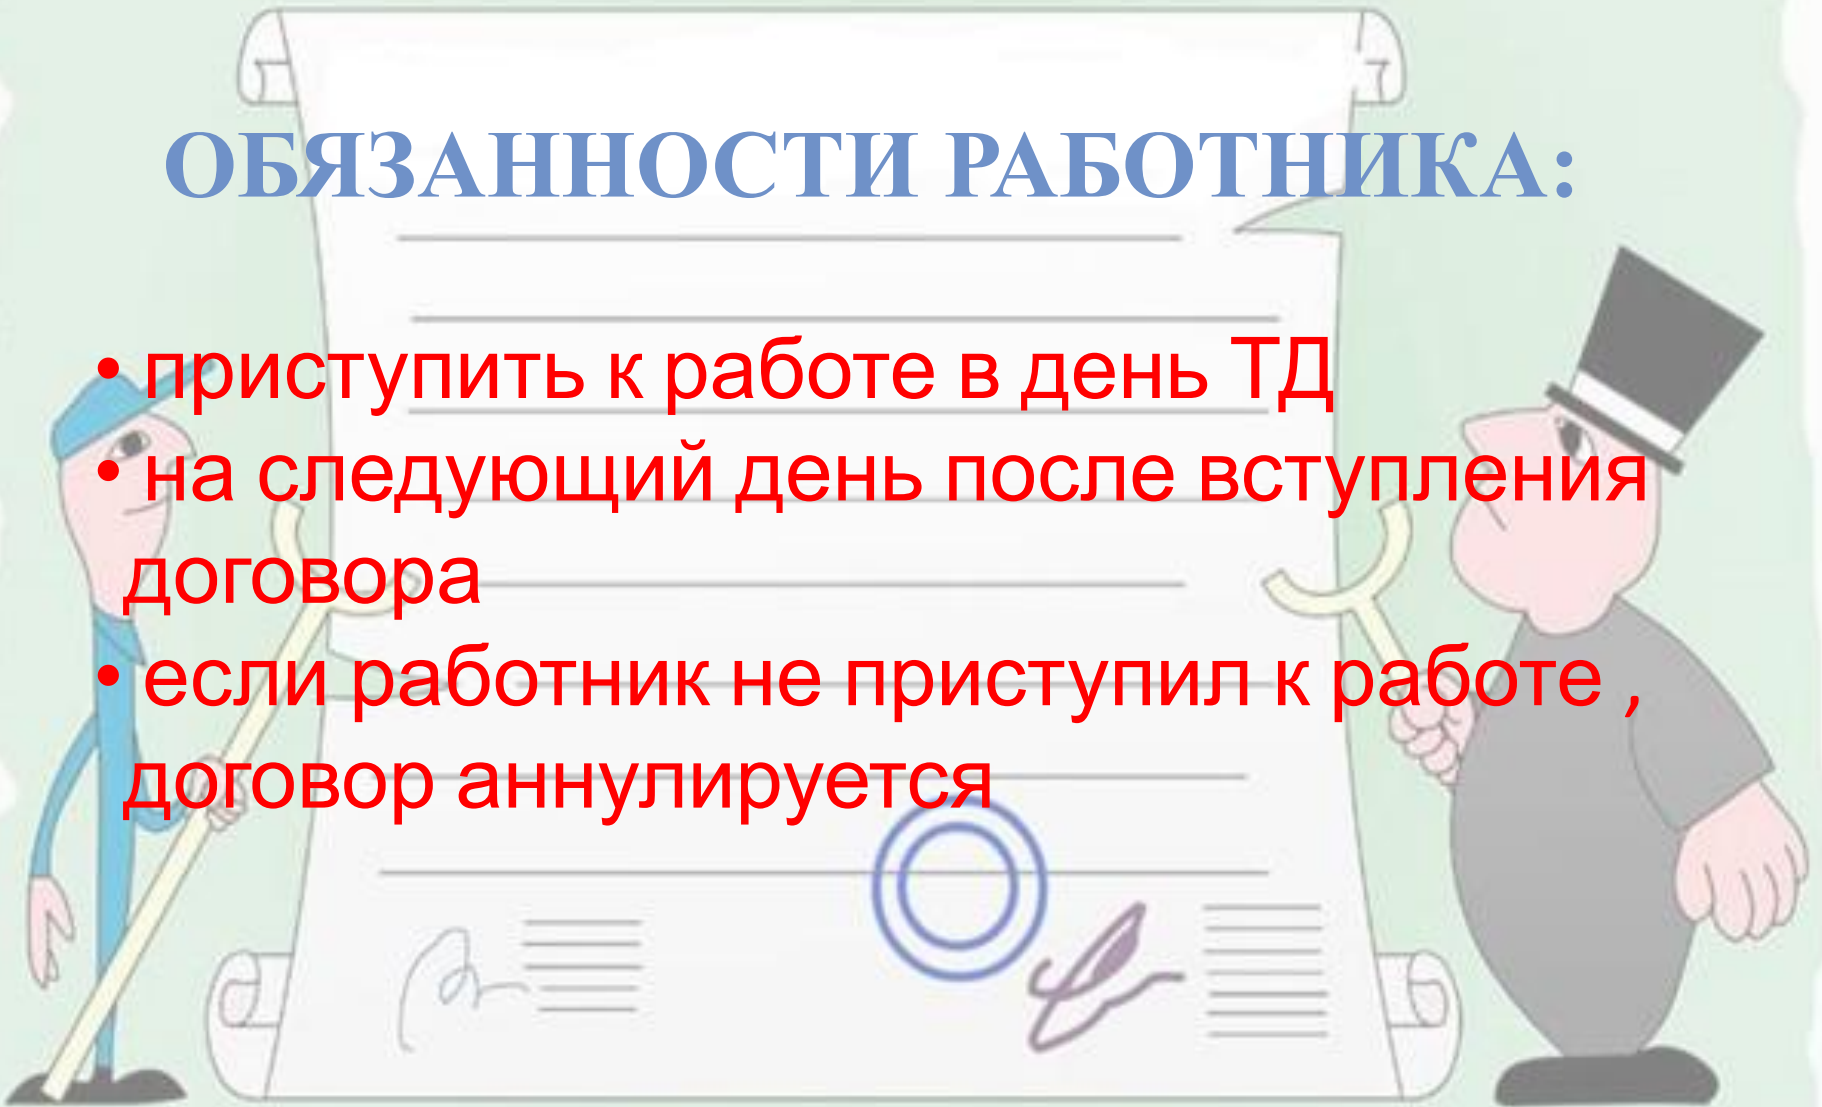 ОБЯЗАННОСТИ РАБОТНИКА:
• приступить к работе в день ТД
• на следующий день после вступления
договора
• если работник не приступил к работе ,
договор аннулируется